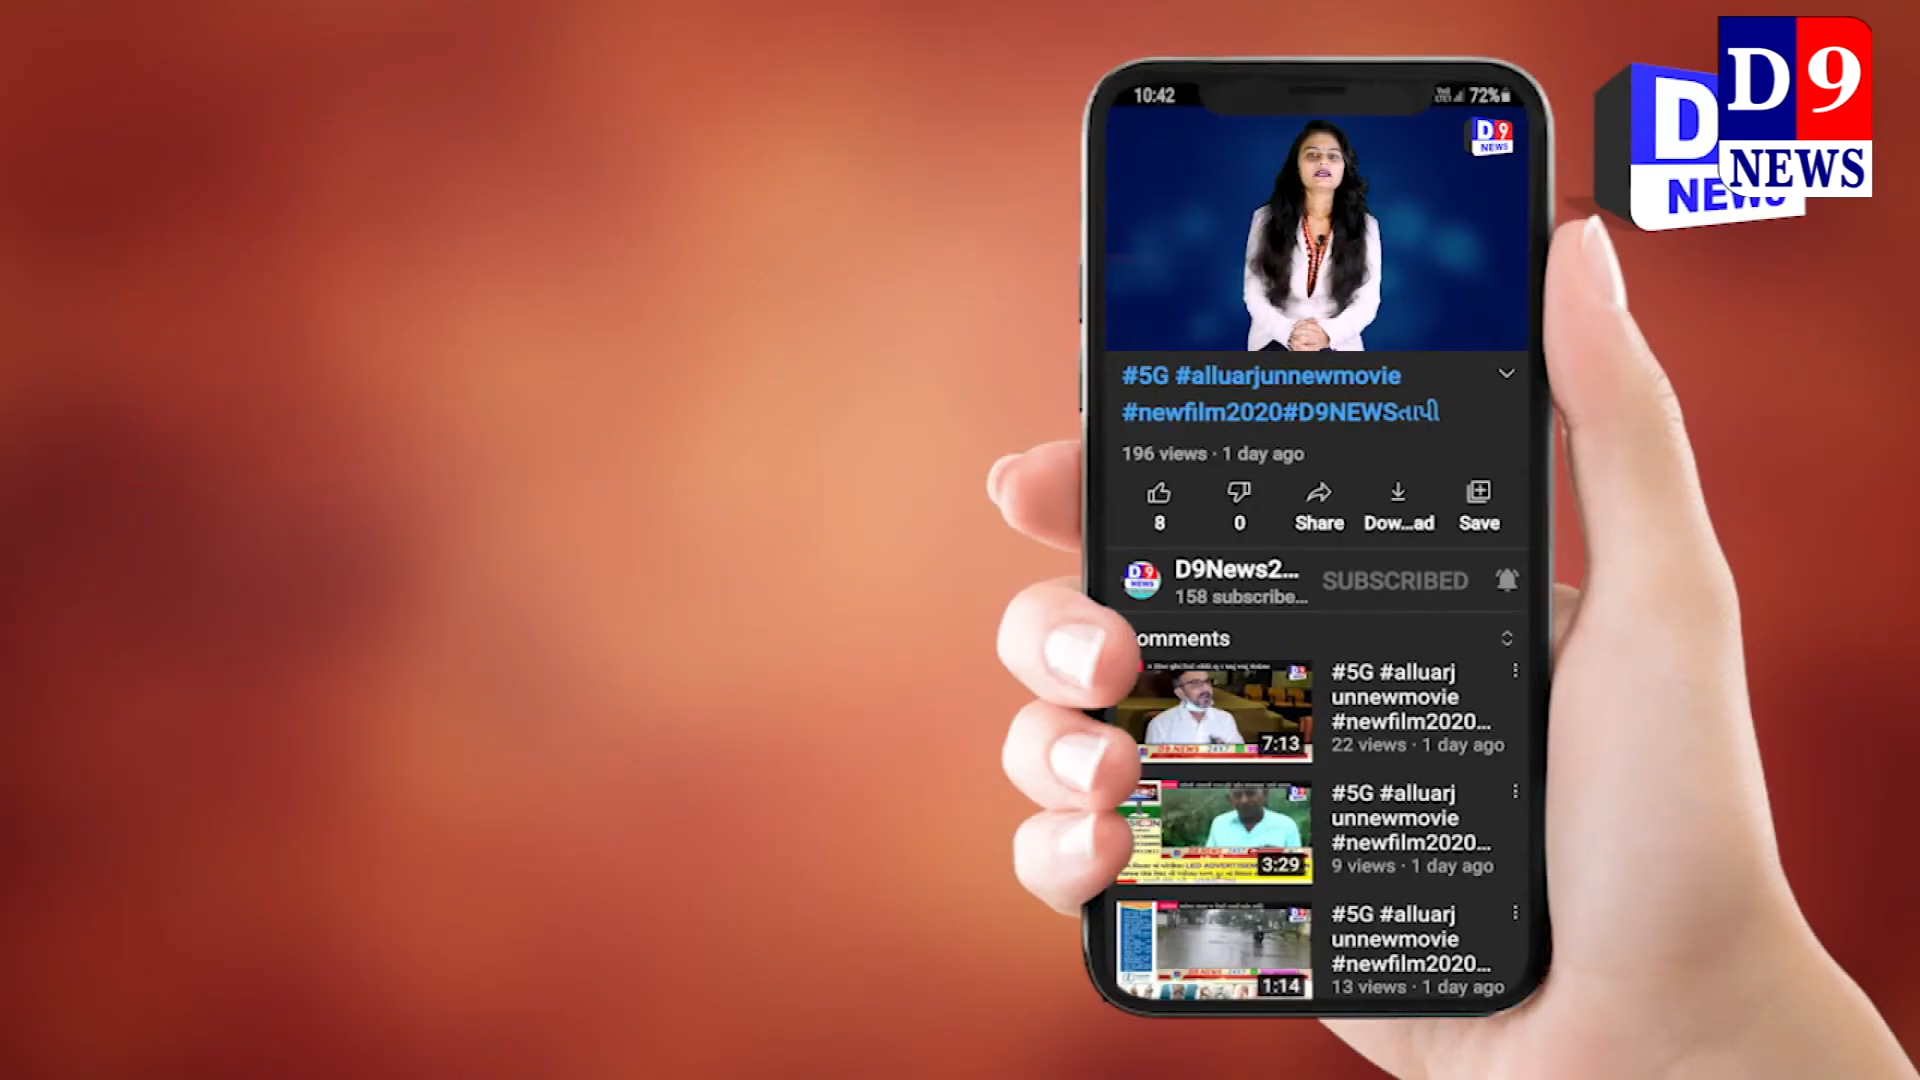 10:42
72%
D9
NEWS
D9
NEWS
D
NEWS
#5G #alluarjunnewmovie
#newfilm2020#D9NEWSતાપી
196 views · 1 day ago
8
0
Share
Dow...ad
Save
D9
NEWS
D9News2...
158 subscribe...
SUBSCRIBED
omments
#5G #alluarj
unnewmovie
#newfilm2020...
22 views · 1 day ago
7:13
#5G #alluarj
unnewmovie
#newfilm2020...
9 views · 1 day ago
3:29
#5G #alluarj
unnewmovie
#newfilm2020...
13 views · 1 day ago
1:14